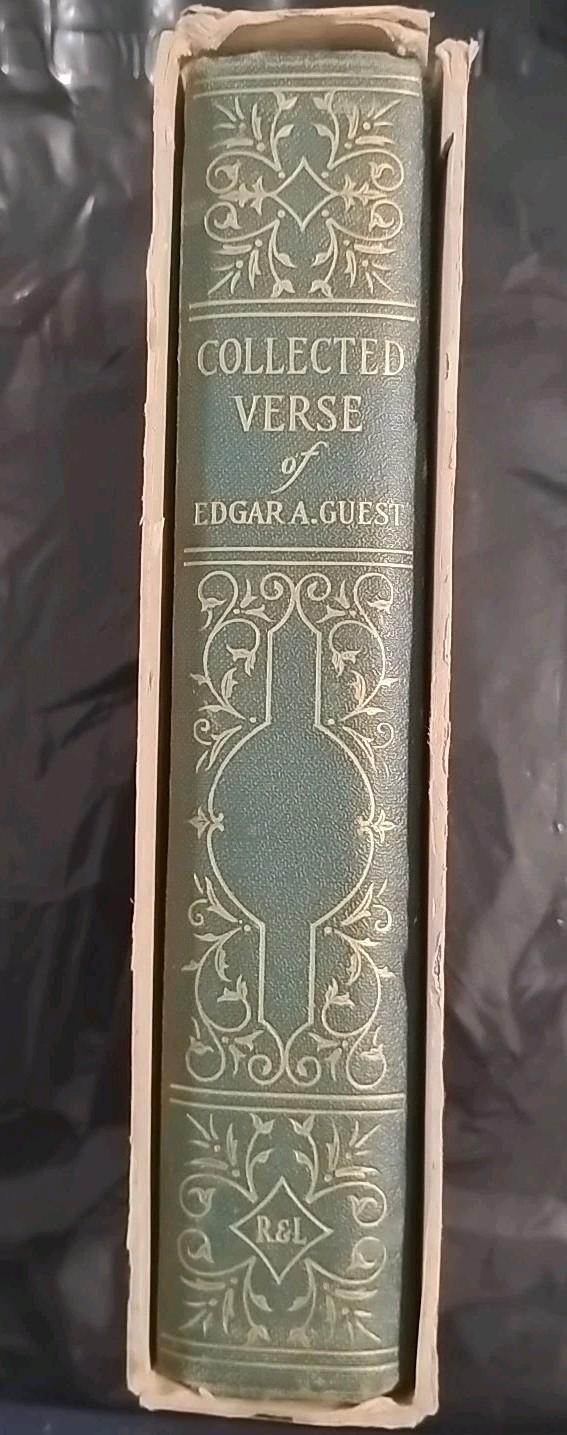 COLLECTED
VERSE
of
EDGAR A. GUEST
R&L